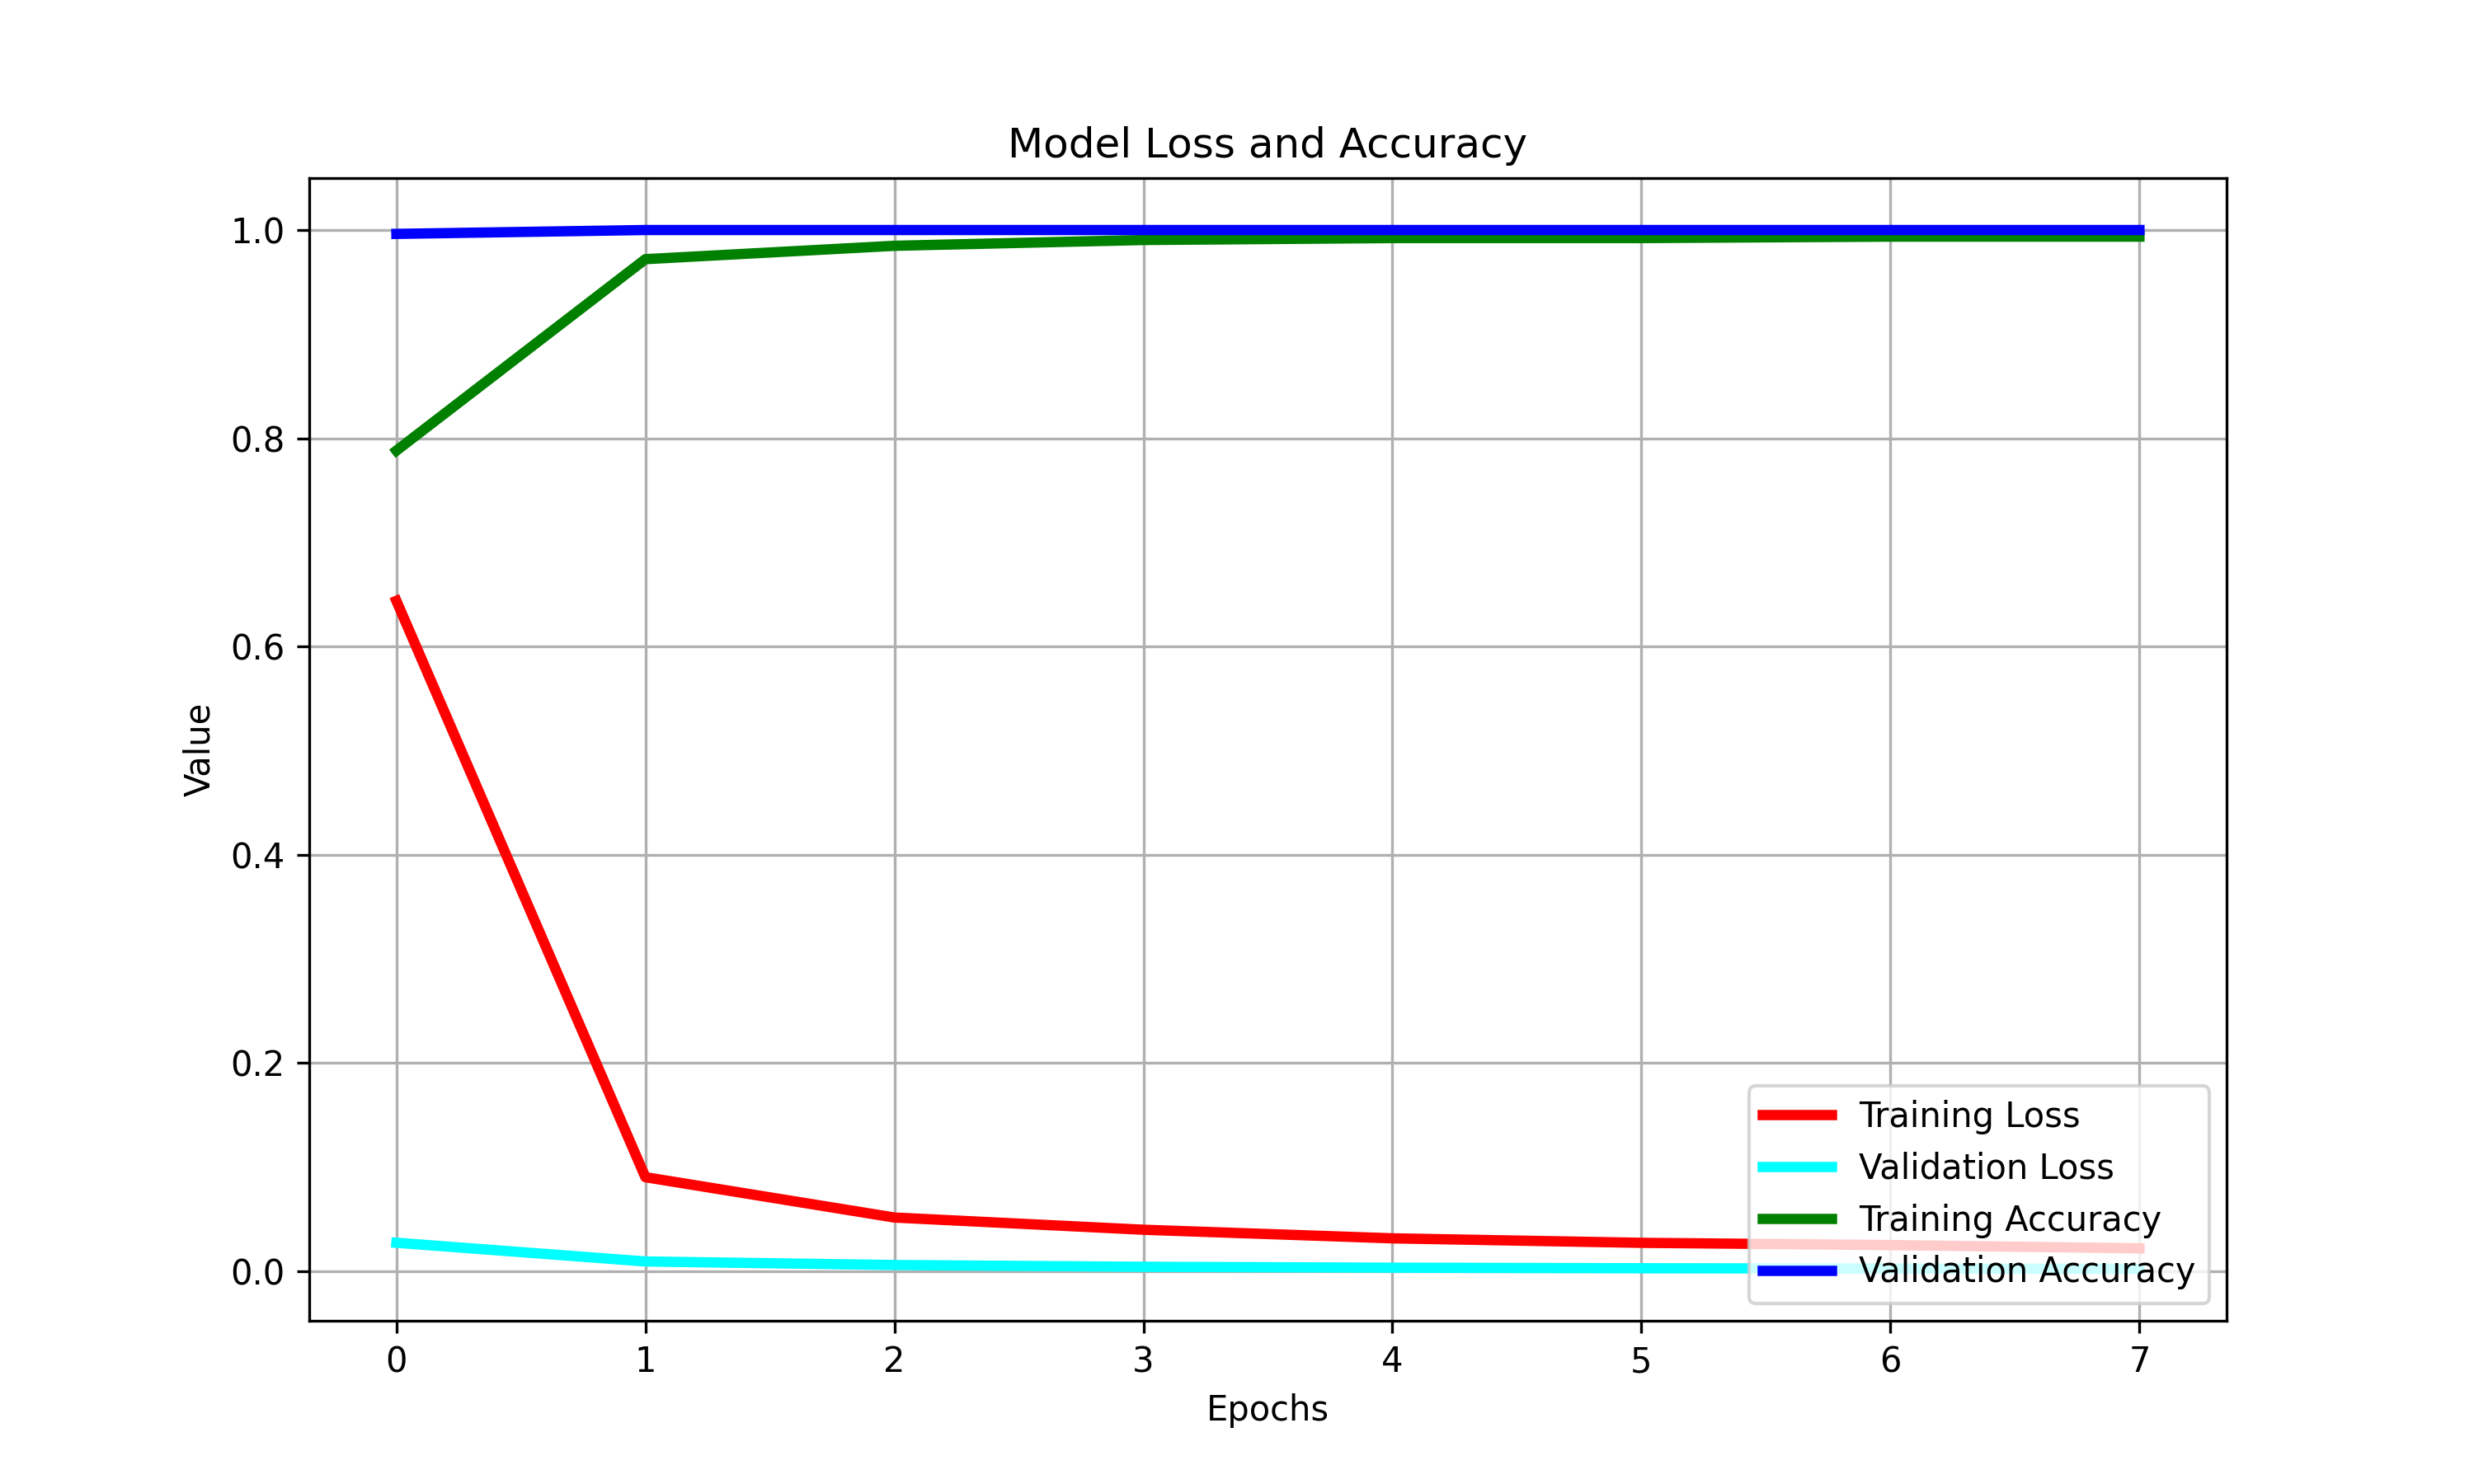 Model Loss and Accuracy
1.0
0.8
0.6
0.4
0.2
0.0
Value
Training Loss
Validation Loss
Training Accuracy
Validation Accuracy
0 1 2 3 4 5 6 7
Epochs